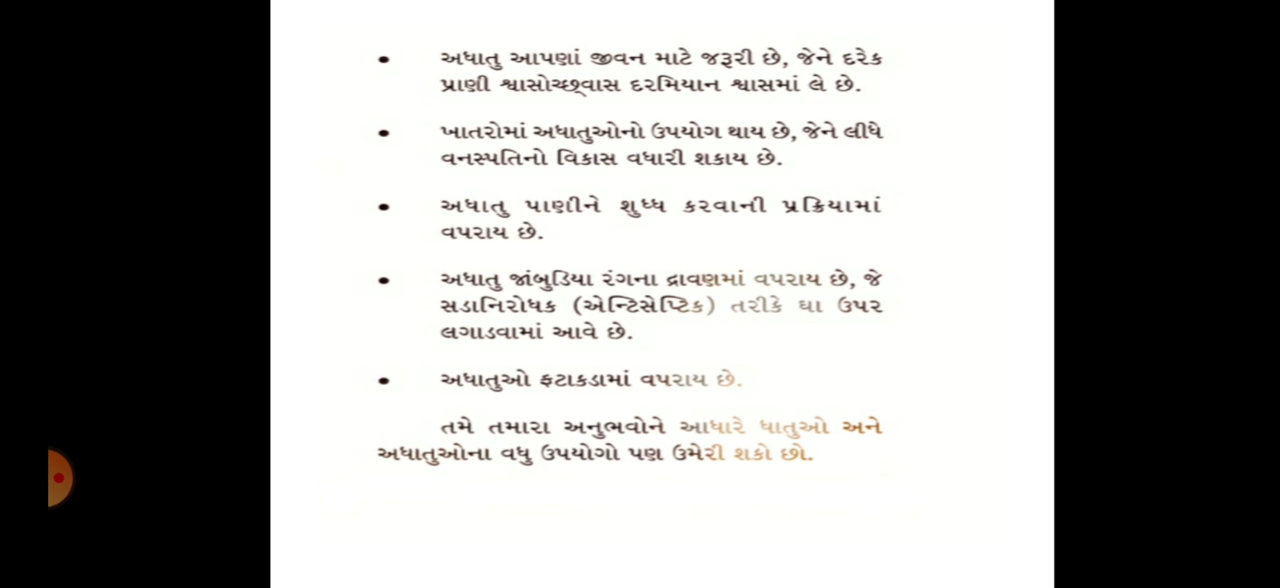 • અધાતુ આપણાં જીવન માટે જરૂરી છે, જેને દરેક
પ્રાણી શ્વાસોચ્છ્વાસ દરમિયાન શ્વાસમાં લે છે.
• ખાતરોમાં અધાતુઓનો ઉપયોગ થાય છે, જેને લીધે
વનસ્પતિનો વિકાસ વધારી શકાય છે.
• અધાતુ પાણીને શુધ્ધ કરવાની પ્રક્રિયામાં
વપરાય છે.
• અધાતુ જાંબુડિયા રંગના દ્રાવણમાં વપરાય છે, જે
સડાનિરોધક (એન્ટિસેપ્ટિક) તરીકે ઘા ઉપર
લગાડવામાં આવે છે.
• અધાતુઓ ફટાકડામાં વપરાય છે.
તમે તમારા અનુભવોને આધારે ધાતુઓ અને
અધાતુઓના વધુ ઉપયોગો પણ ઉમેરી શકો છો.